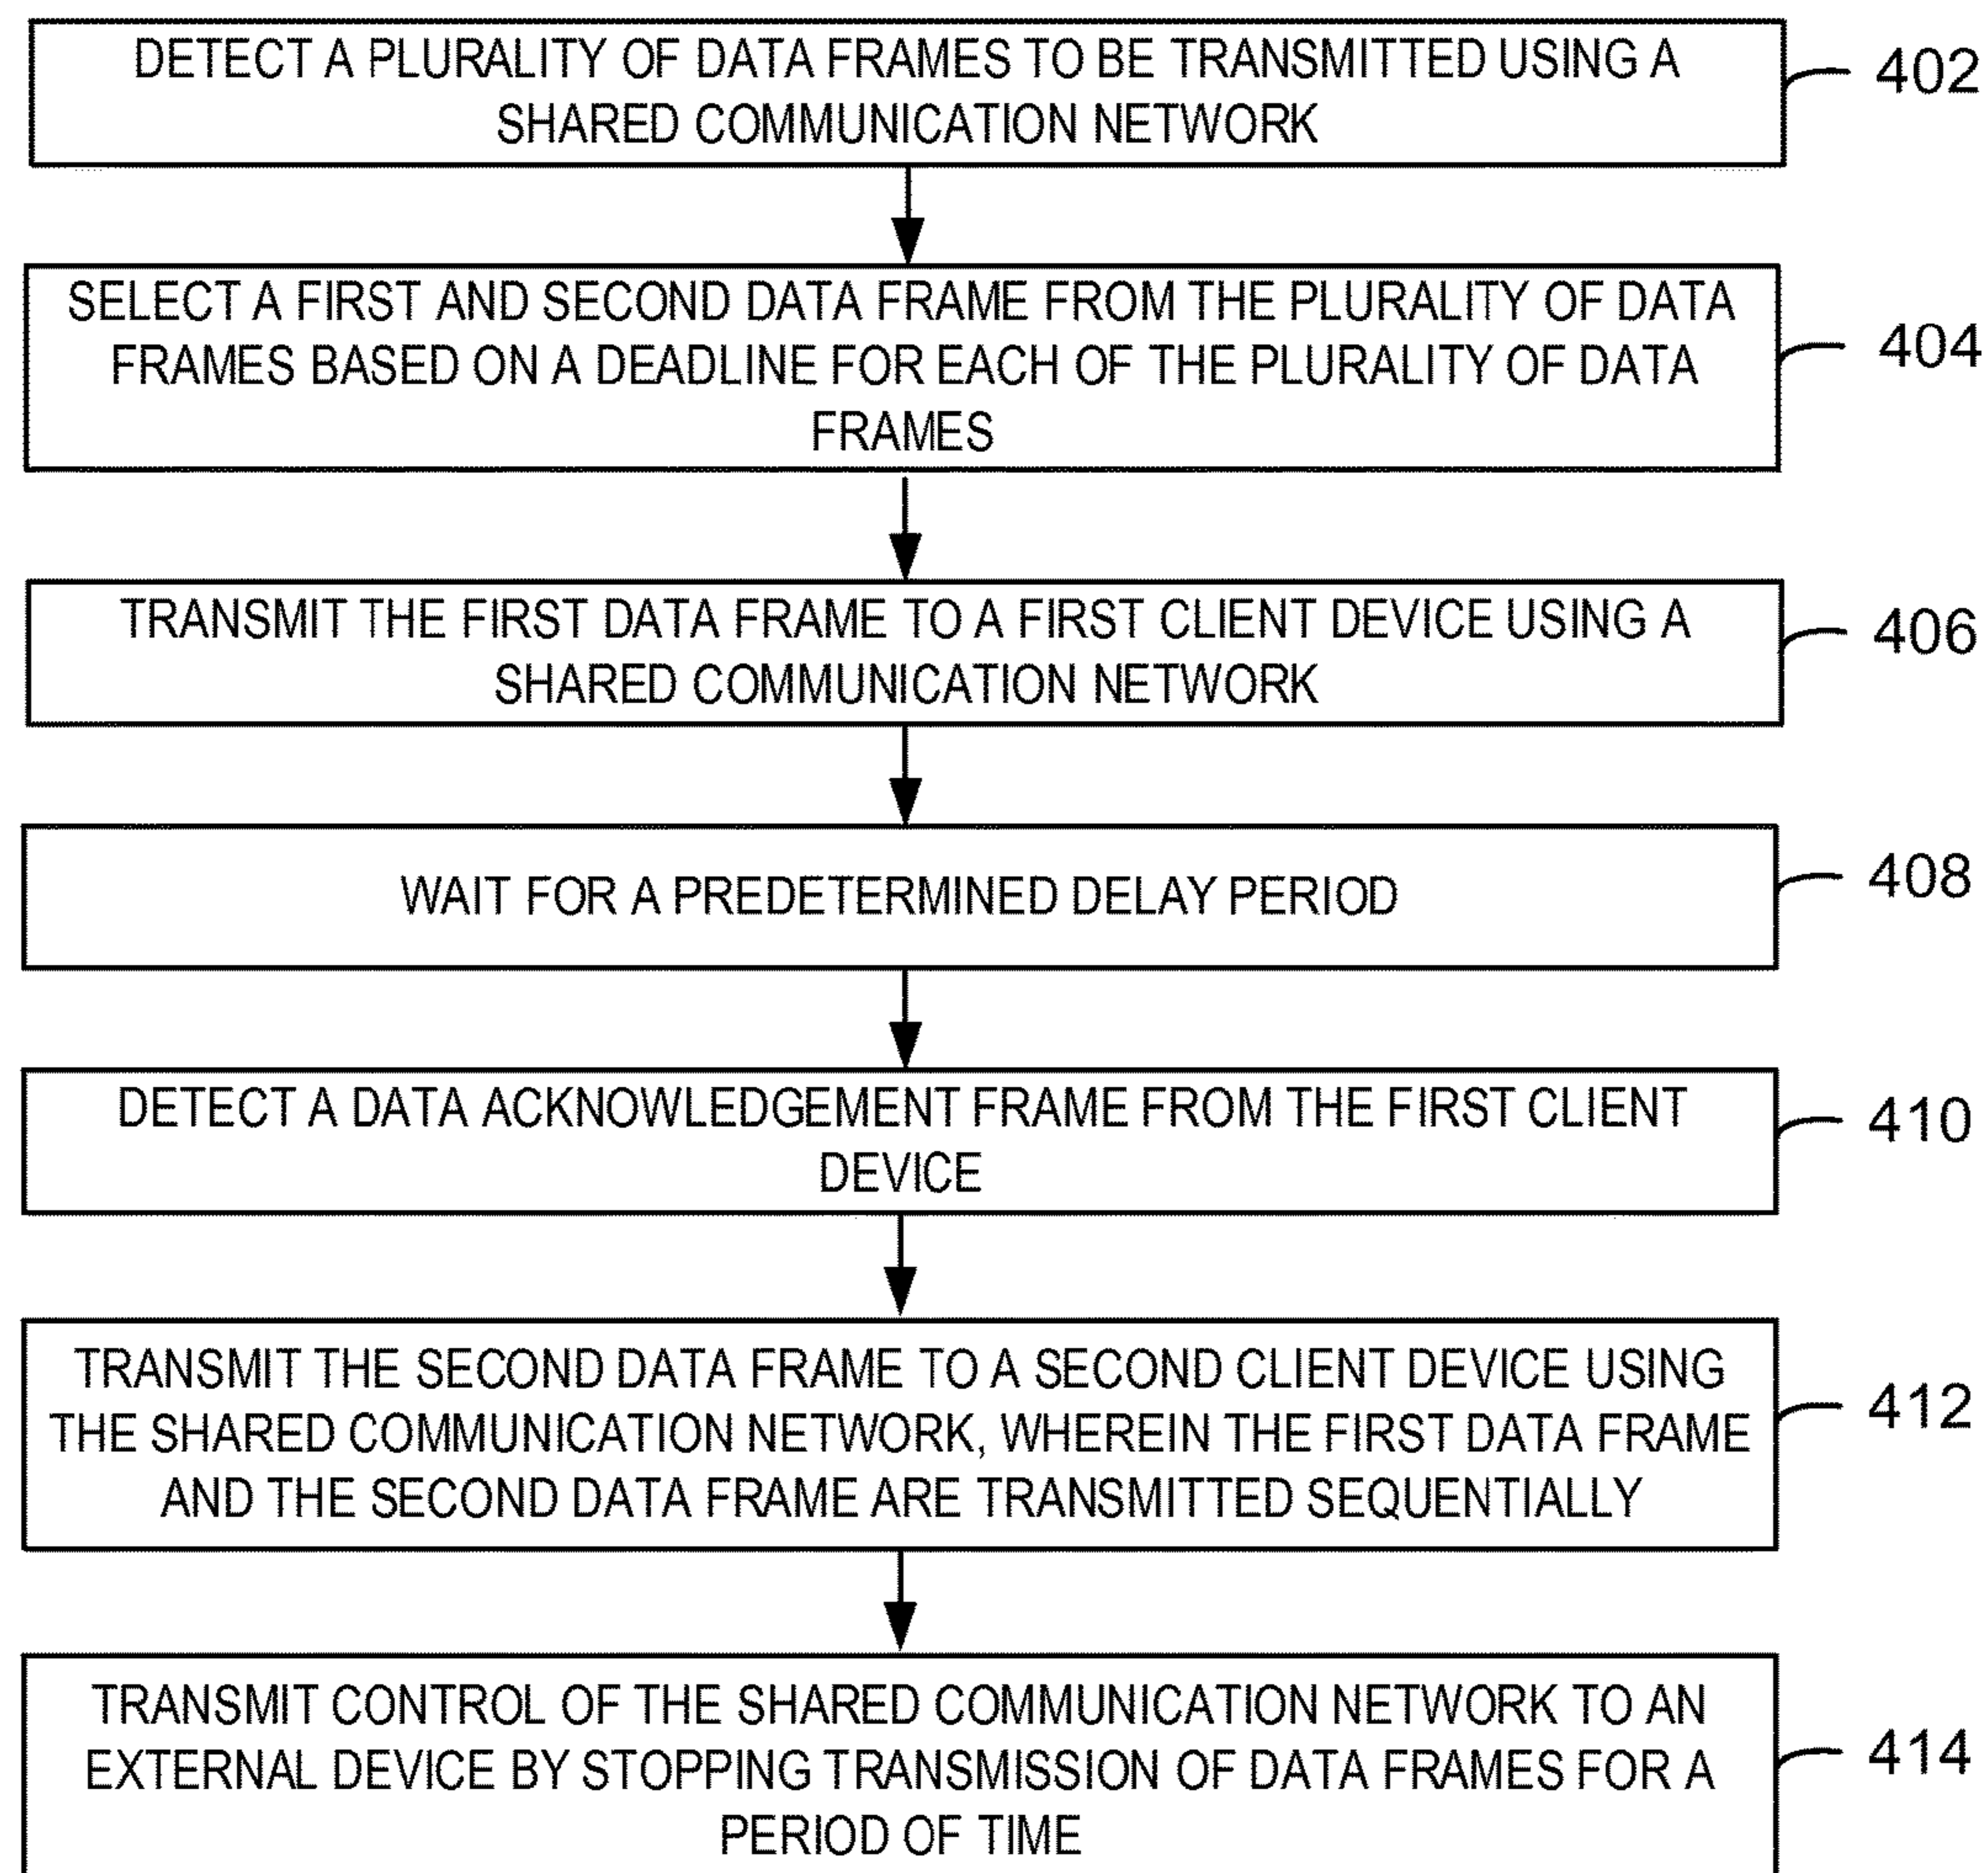 DETECT A PLURALITY OF DATA FRAMES TO BE TRANSMITTED USING A
SHARED COMMUNICATION NETWORK
402
SELECT A FIRST AND SECOND DATA FRAME FROM THE PLURALITY OF DATA
FRAMES BASED ON A DEADLINE FOR EACH OF THE PLURALITY OF DATA
FRAMES
404
TRANSMIT THE FIRST DATA FRAME TO A FIRST CLIENT DEVICE USING A
SHARED COMMUNICATION NETWORK
406
WAIT FOR A PREDETERMINED DELAY PERIOD
408
DETECT A DATA ACKNOWLEDGEMENT FRAME FROM THE FIRST CLIENT
DEVICE
410
TRANSMIT THE SECOND DATA FRAME TO A SECOND CLIENT DEVICE USING
THE SHARED COMMUNICATION NETWORK, WHEREIN THE FIRST DATA FRAME
AND THE SECOND DATA FRAME ARE TRANSMITTED SEQUENTIALLY
412
TRANSMIT CONTROL OF THE SHARED COMMUNICATION NETWORK TO AN
EXTERNAL DEVICE BY STOPPING TRANSMISSION OF DATA FRAMES FOR A
PERIOD OF TIME
414